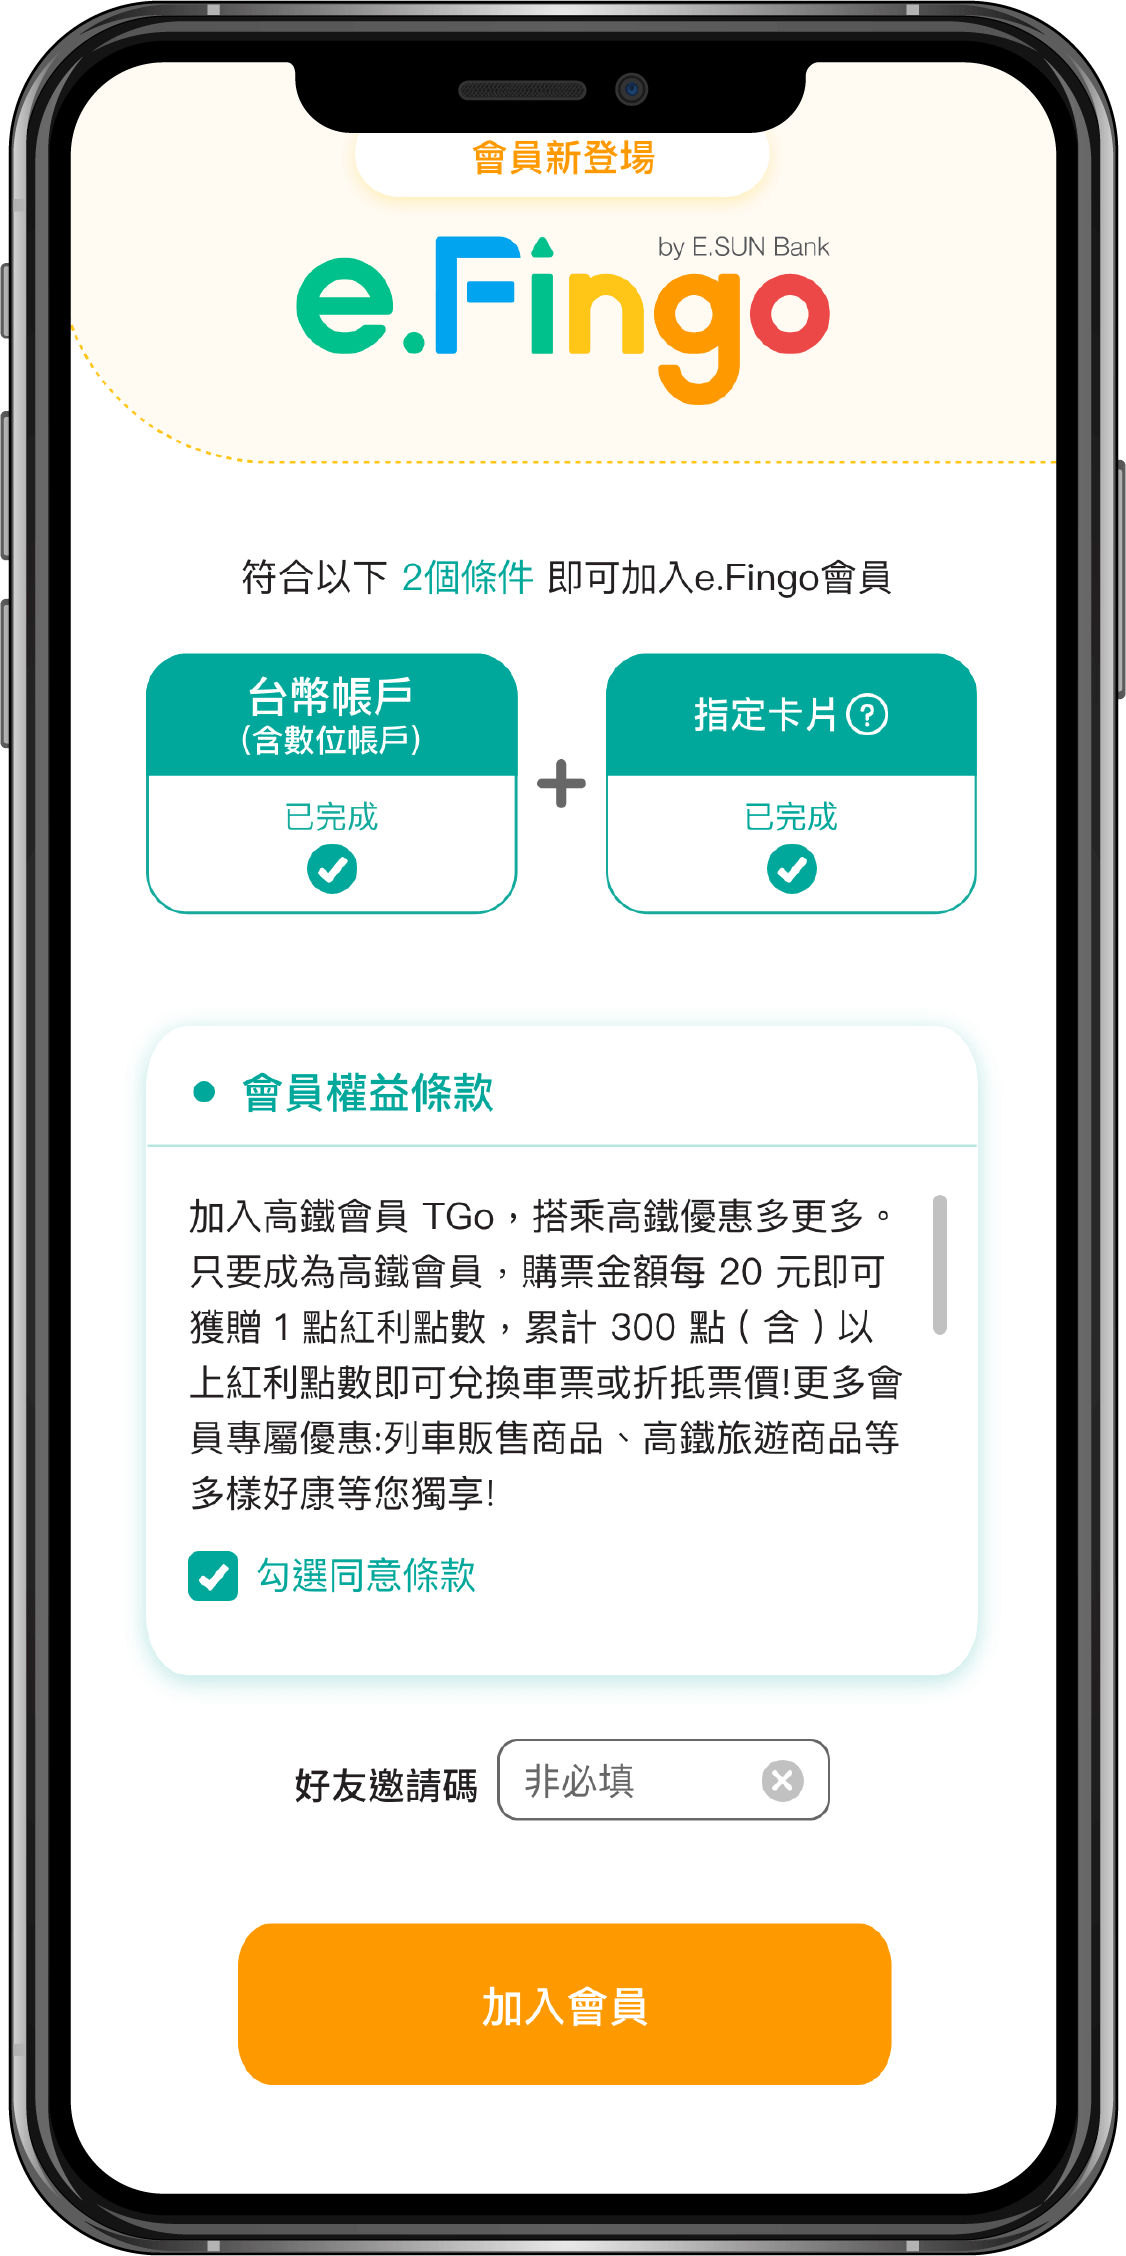 會員新登場
by E.SUN Bank
e.Fingo
符合以下 2個條件 即可加入e.Fingo會員
台幣帳戶
(含數位帳戶)
已完成
+
指定卡片?
已完成
會員權益條款
加入高鐵會員 TGo，搭乘高鐵優惠多更多。
只要成為高鐵會員，購票金額每 20 元即可
獲贈 1 點紅利點數，累計 300 點（含）以
上紅利點數即可兌換車票或折抵票價!更多會
員專屬優惠:列車販售商品、高鐵旅遊商品等
多樣好康等您獨享!
勾選同意條款
好友邀請碼 非必填
加入會員